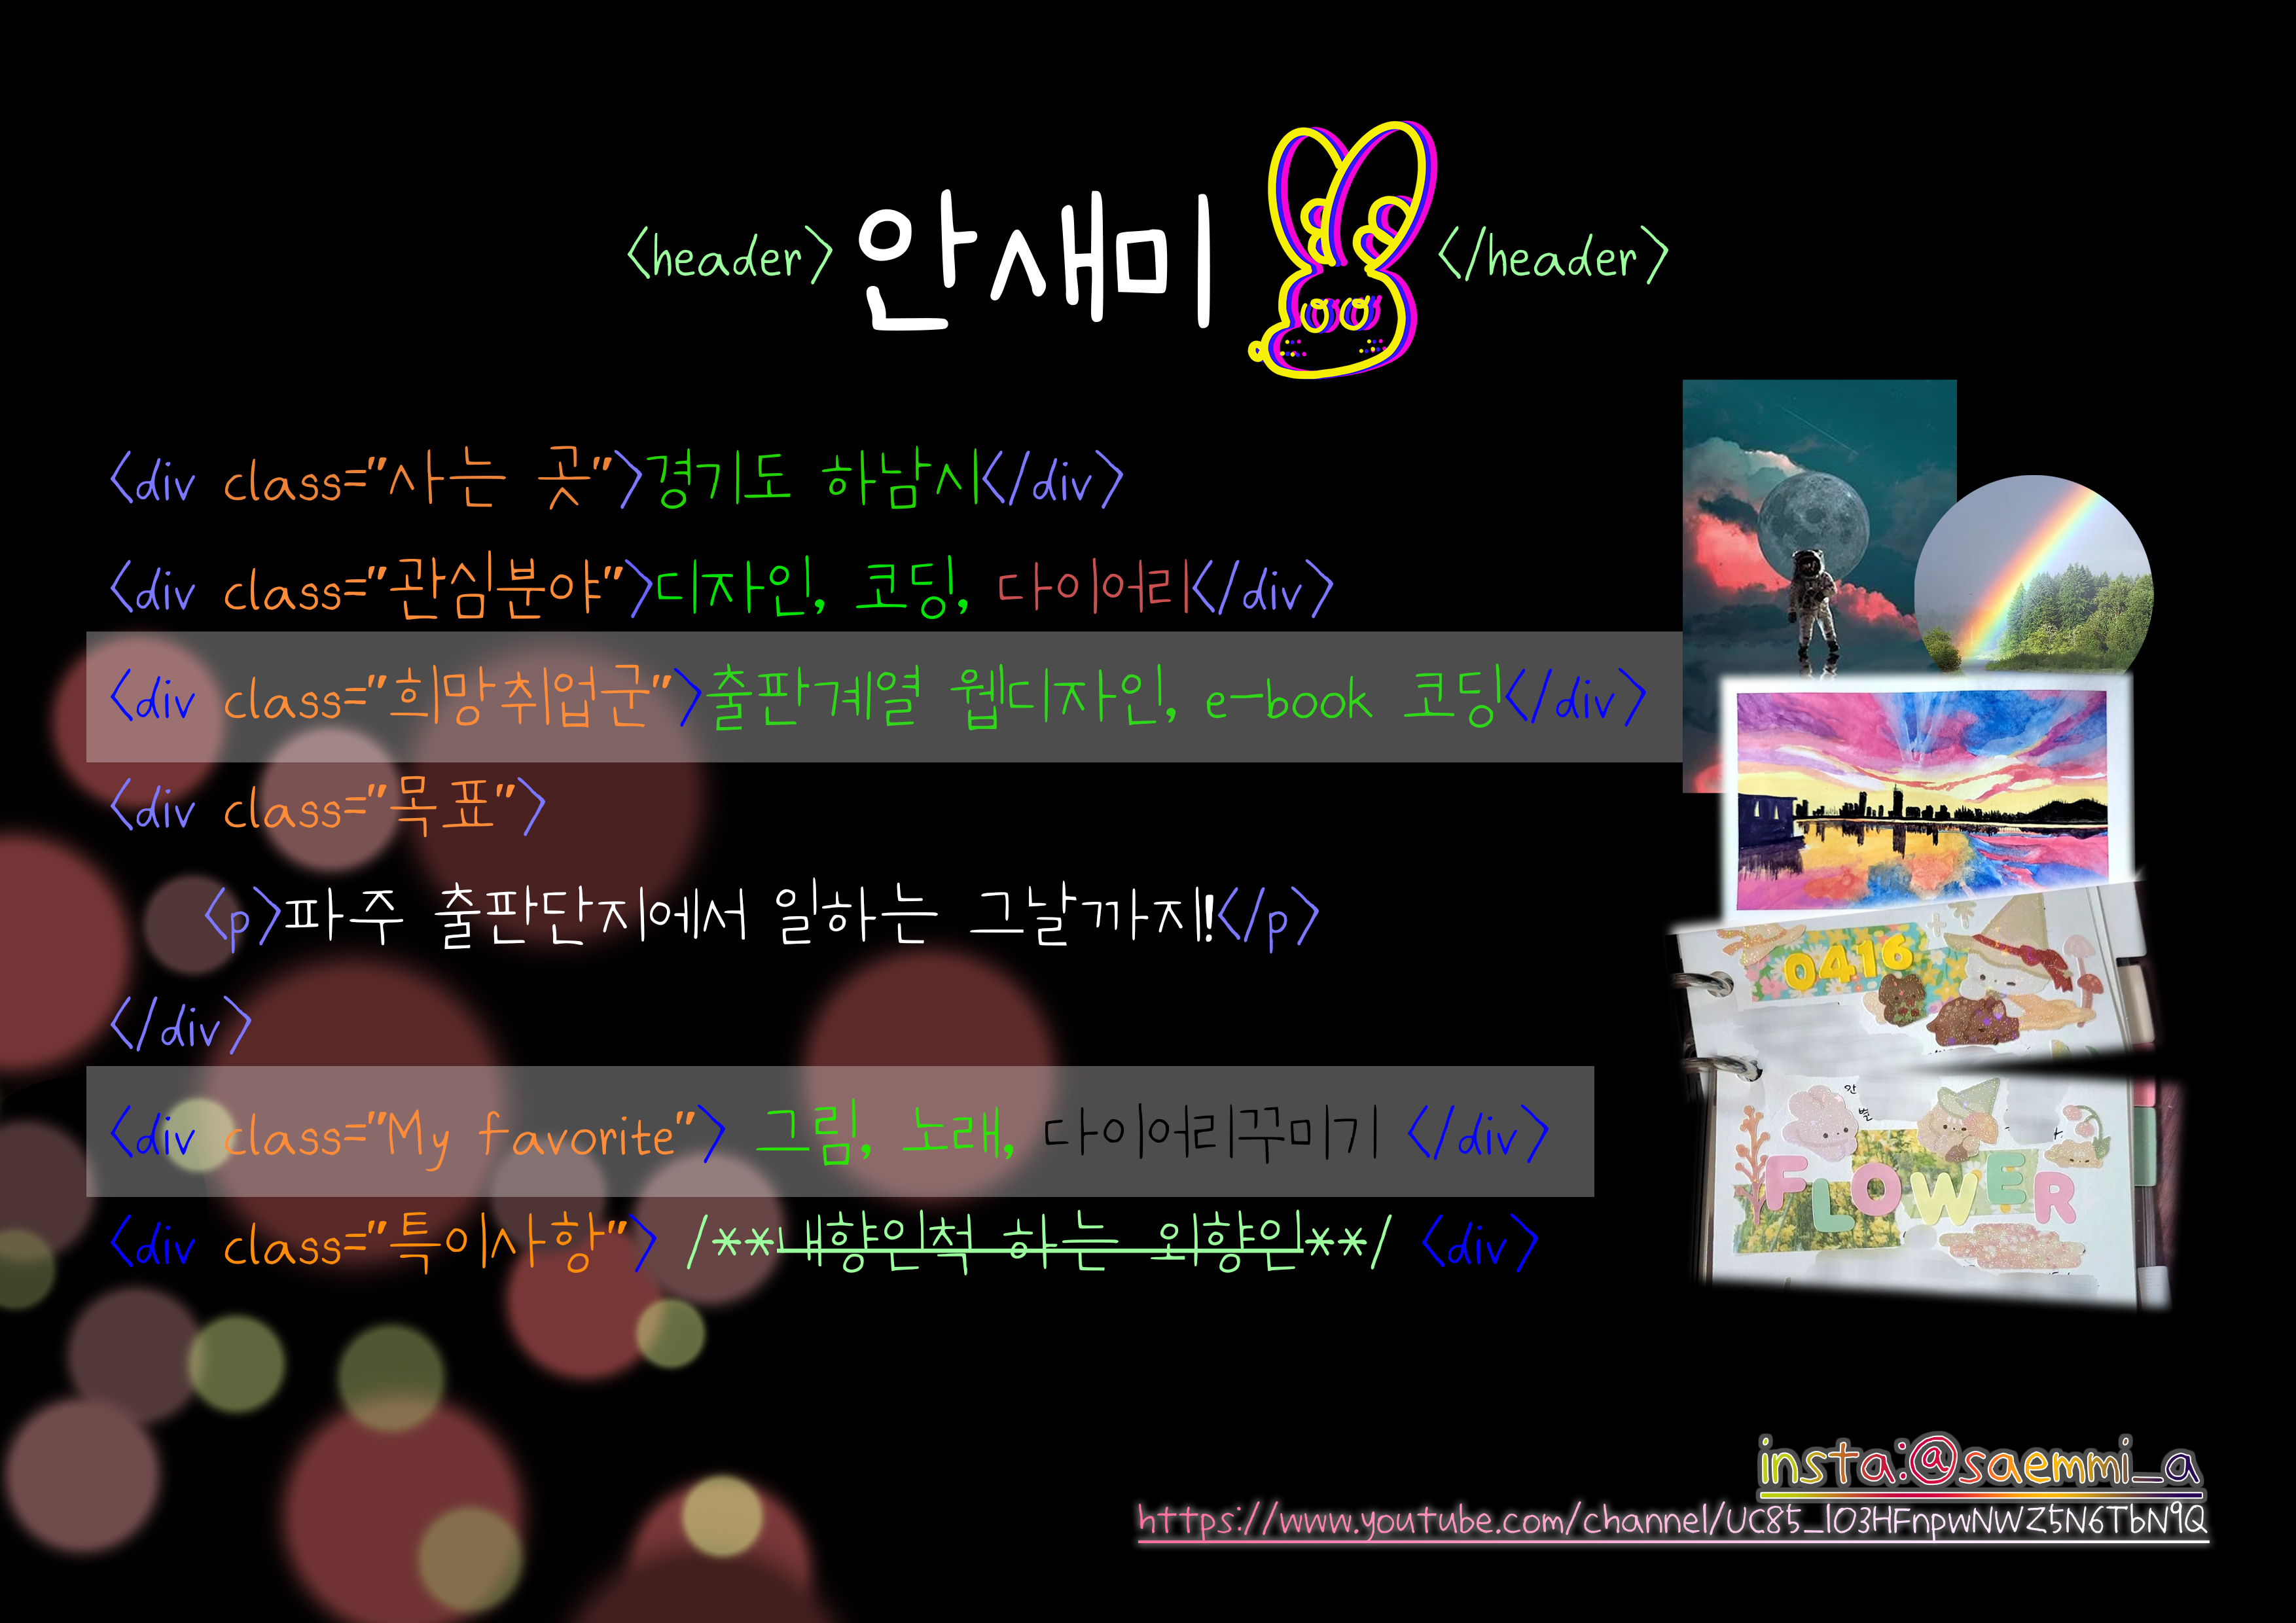 <header> 안새미 </header>
<div class="사는 곳">경기도 하남시</div>
<div class="관심분야">디자인, 코딩, 다이어리</div>
<div class="희망취업군">출판계열 웹디자인, e-book 코딩</div>
<div class="목표">
<p>파주 출판단지에서 일하는 그날까지!</p>
</div>
<div class="My favorite"> 그림, 노래, 다이어리꾸미기 </div>
<div class="특이사항"> /**내향인척 하는 외향인**/ <div>
0416
FLOWER
insta:@saemmi_a
https://www.youtube.com/channel/UC85_lO3HFnpwNWZ5N6TbN9Q